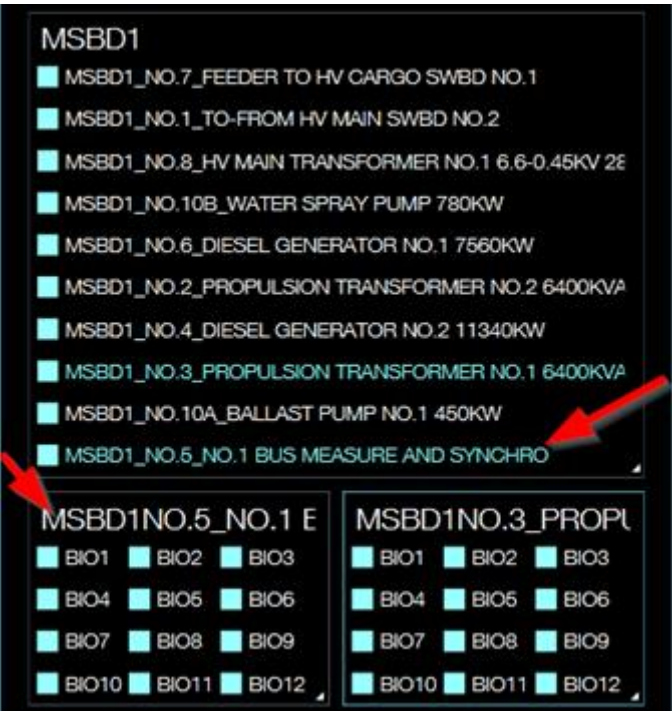 MSBD1
MSBD1_NO.7_FEEDER TO HV CARGO SWBD NO.1
MSBD1_NO.1_TO-FROM HV MAIN SWBD NO.2
MSBD1_NO.8_HV MAIN TRANSFORMER NO.1 6.6-0.45KV 28
MSBD1_NO.10B_WATER SPRAY PUMP 780KW
MSBD1_NO.6_DIESEL GENERATOR NO.1 7560KW
MSBD1_NO.2_PROPULSION TRANSFORMER NO.2 6400KVA
MSBD1_NO.4_DIESEL GENERATOR NO.2 11340KW
MSBD1_NO.3_PROPULSION TRANSFORMER NO.1 6400KVA
MSBD1_NO.10A_BALLAST PUMP NO.1 450KW
MSBD1_NO.5_NO.1 BUS MEASURE AND SYNCHRO
MSBD1NO.5_NO.1 E
BIO1 BIO2 BIO3
BIO4 BIO5 BIO6
BIO7 BIO8 BIO9
BIO10 BIO11 BIO12
MSBD1NO.3_PROPU
BIO1 BIO2 BIO3
BIO4 BIO5 BIO6
BIO7 BIO8 BIO9
BIO10 BIO11 BIO12